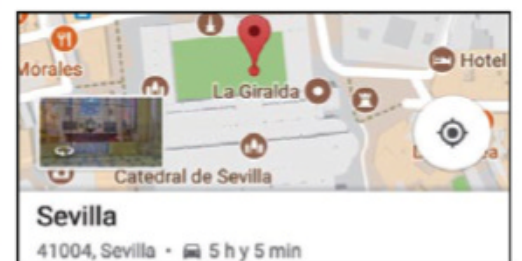 Morales
Hotel
La Giralda
Catedral de Sevilla
Sevilla
41004, Sevilla • 5 h y 5 min